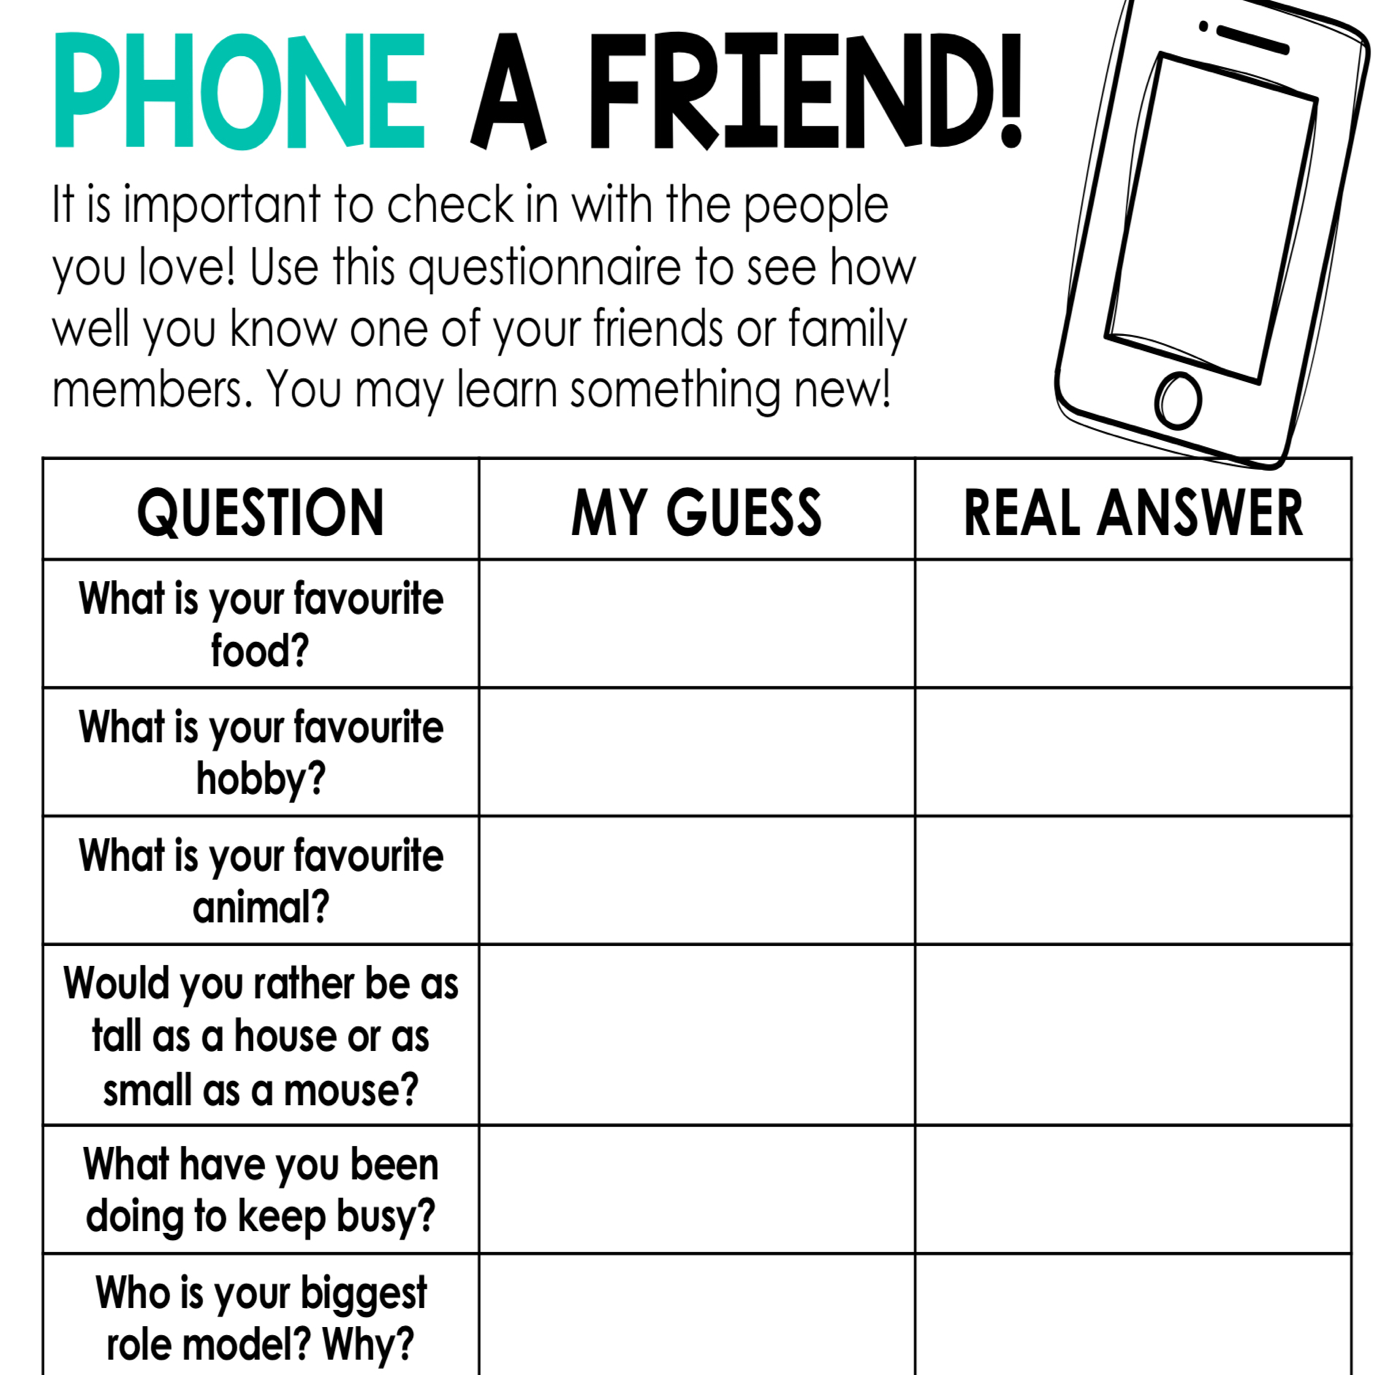 PHONE A FRIEND!
It is important to check in with the people
you love! Use this questionnaire to see how
well you know one of your friends or family
members. You may learn something new!
QUESTION MY GUESS REAL ANSWER
What is your favourite
food?
What is your favourite
hobby?
What is your favourite
animal?
Would you rather be as
tall as a house or as
small as a mouse?
What have you been
doing to keep busy?
Who is your biggest
role model? Why?